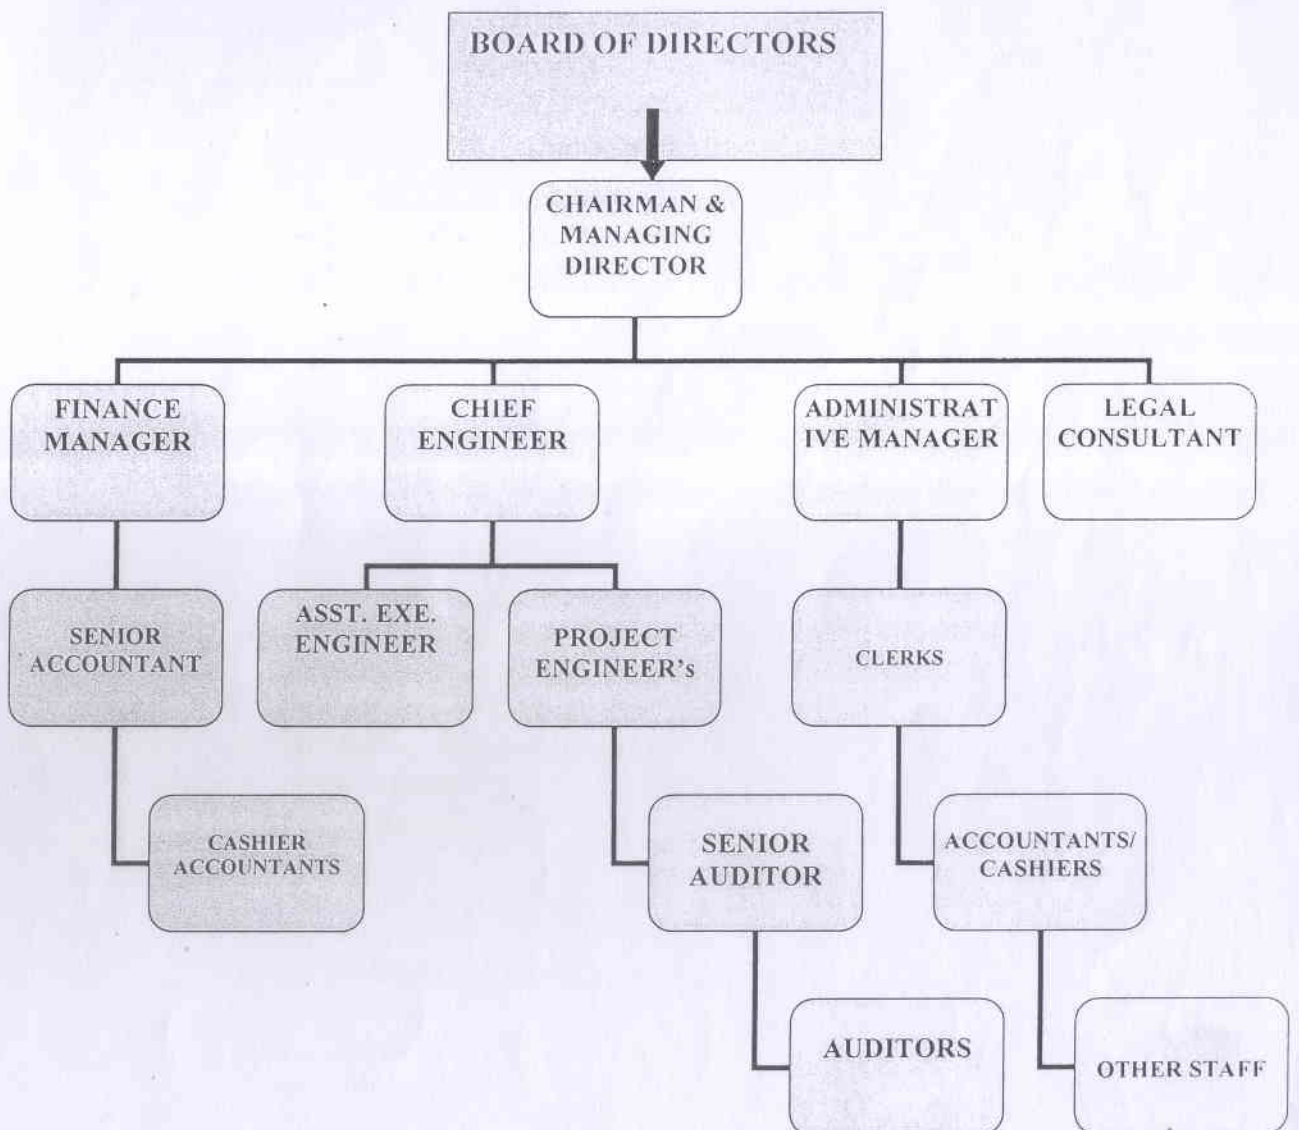 BOARD OF DIRECTORS
CHAIRMAN &
MANAGING
DIRECTOR
FINANCE
MANAGER
CHIEF
ENGINEER
ADMINISTRAT
IVE MANAGER
LEGAL
CONSULTANT
SENIOR
ACCOUNTANT
ASST. EXE.
ENGINEER
PROJECT
ENGINEER's
CLERKS
CASHIER
ACCOUNTANTS
SENIOR
AUDITOR
ACCOUNTANTS/
CASHIERS
AUDITORS
OTHER STAFF